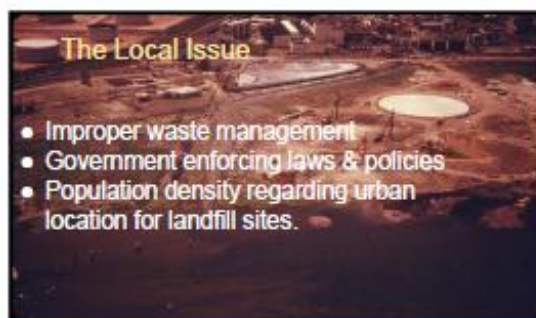 The Local Issue
● Improper waste management
● Government enforcing laws & policies
● Population density regarding urban
location for landfill sites.